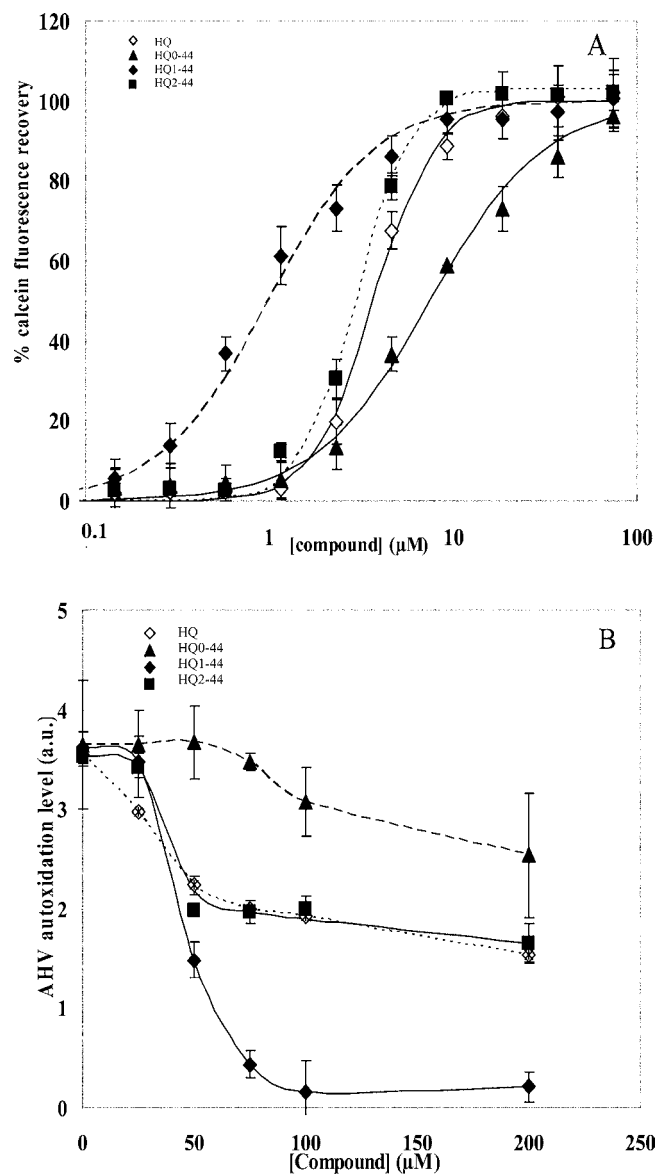 A
HQ
HQ0-44
HQ1-44
HQ2-44
% calcein fluorescence recovery
120
100
80
60
40
20
0
0.1 1 10 100
[compound] (µM)
B
HQ
HQ0-44
HQ1-44
HQ2-44
AHV autoxidation level (a.u.)
5
4
3
2
1
0
0 50 100 150 200 250
[Compound] (µM)